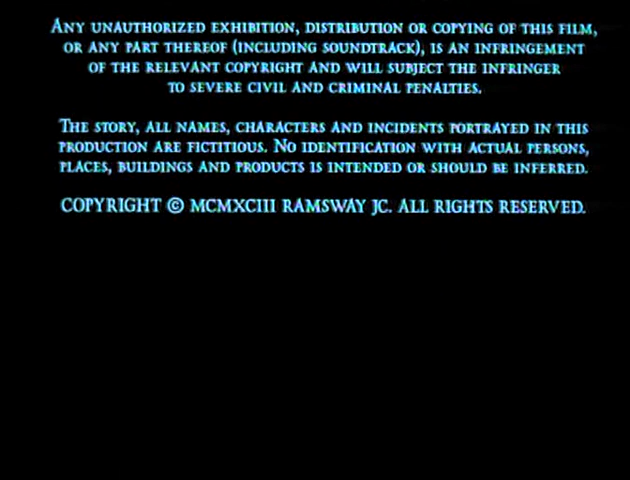 ANY UNAUTHORIZED EXHIBITION, DISTRIBUTION OR COPYING OF THIS FILM,
OR ANY PART THEREOF (INCLUDING SOUNDTRACK), IS AN INFRINGEMENT
OF THE RELEVANT COPYRIGHT AND WILL SUBJECT THE INFRINGER
TO SEVERE CIVIL AND CRIMINAL PENALTIES.
THE STORY, ALL NAMES, CHARACTERS AND INCIDENTS PORTRAYED IN THIS
PRODUCTION ARE FICTITIOUS. NO IDENTIFICATION WITH ACTUAL PERSONS,
PLACES, BUILDINGS AND PRODUCTS IS INTENDED OR SHOULD BE INFERRED.
COPYRIGHT © MCMXCIII RAMSWAY JC. ALL RIGHTS RESERVED.